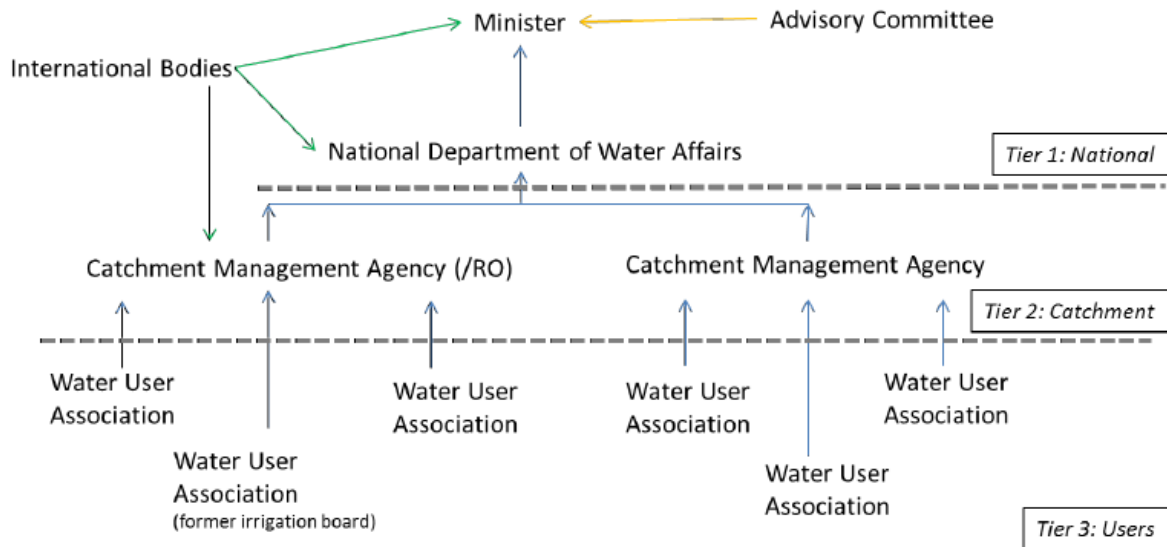 Minister
Advisory Committee
International Bodies
National Department of Water Affairs
Tier 1: National
Catchment Management Agency (/RO)
Catchment Management Agency
Tier 2: Catchment
Water User
Association
Water User
Association
(former irrigation board)
Water User
Association
Water User
Association
Water User
Association
Water User
Association
Tier 3: Users